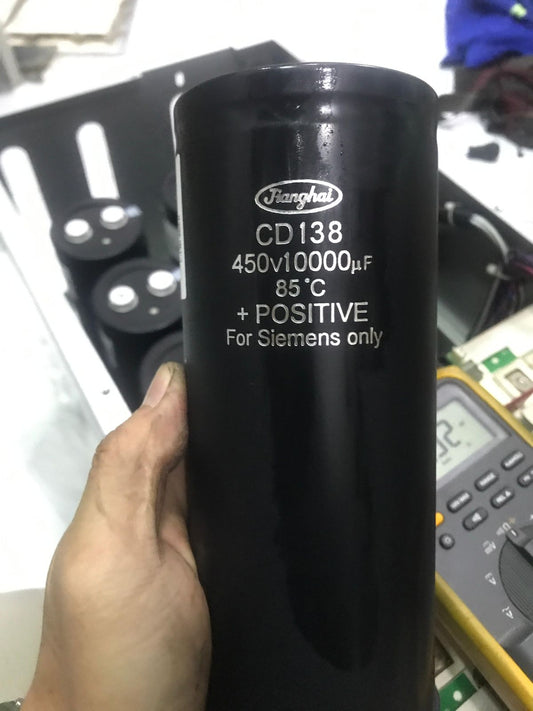 Jianghai
CD138
450v10000µF
85°C
+ POSITIVE
For Siemens only